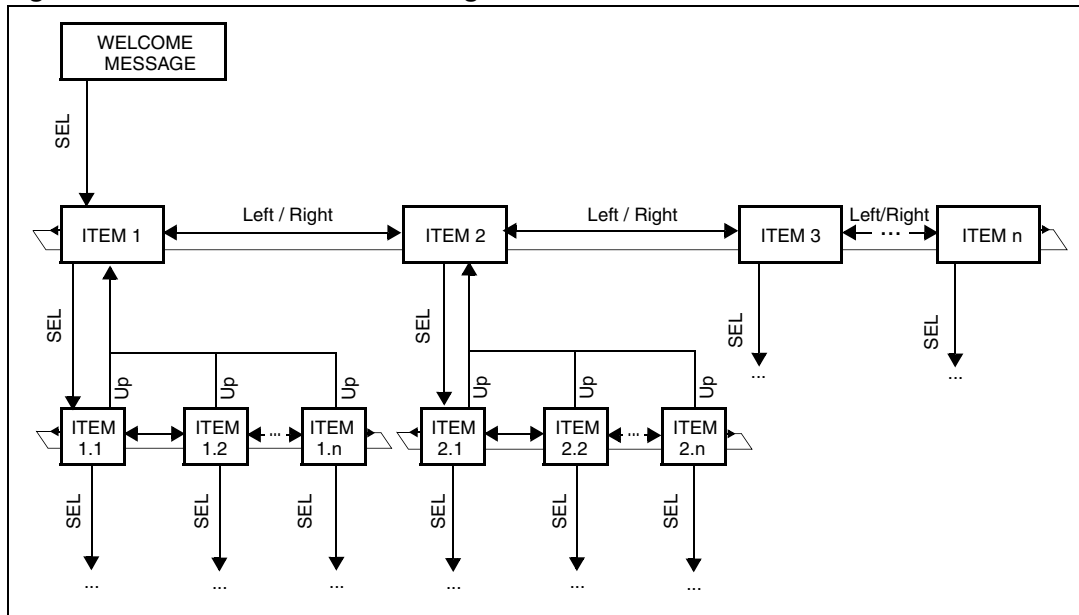 WELCOME
MESSAGE
SEL
Left / Right
Left / Right
Left/Right
ITEM 1
ITEM 2
ITEM 3
...
ITEM n
SEL
SEL
SEL
SEL
...
...
Up
Up
Up
Up
Up
Up
ITEM
1.1
ITEM
1.2
...
ITEM
1.n
ITEM
2.1
ITEM
2.2
...
ITEM
2.n
SEL
SEL
SEL
SEL
SEL
SEL
...
...
...
...
...
...